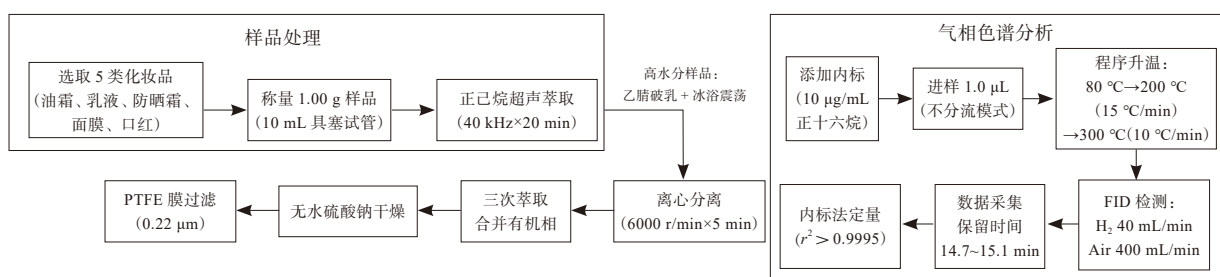 样品处理
选取 5 类化妆品
(油霜、乳液、防晒霜、
面膜、口红)
称量 1.00 g 样品
(10 mL 具塞试管)
正己烷超声萃取
(40 kHz×20 min)
高水分样品：
乙腈破乳 + 冰浴震荡
离心分离
(6000 r/min×5 min)
三次萃取
合并有机相
无水硫酸钠干燥
PTFE 膜过滤
(0.22 μm)
气相色谱分析
添加内标
(10 μg/mL
正十六烷)
进样 1.0 μL
(不分流模式)
程序升温：
80 ℃→200 ℃
(15 ℃/min)
→300 ℃(10 ℃/min)
FID 检测：
H₂ 40 mL/min
Air 400 mL/min
数据采集
保留时间
14.7~15.1 min
内标法定量
(r²＞0.9995)